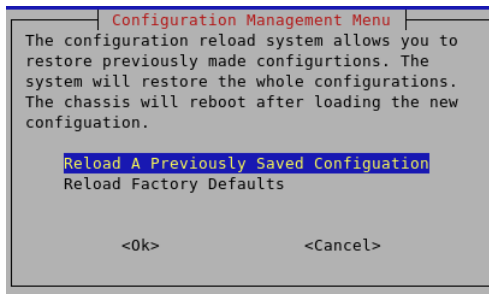 Configuration Management Menu
The configuration reload system allows you to
restore previously made configurtions. The
system will restore the whole configurations.
The chassis will reboot after loading the new
configuation.
Reload A Previously Saved Configuation
Reload Factory Defaults
<Ok> <Cancel>